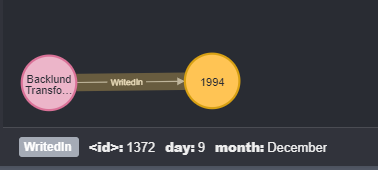 Backlund
Transfo...
WritedIn
1994
WritedIn <id>: 1372 day: 9 month: December